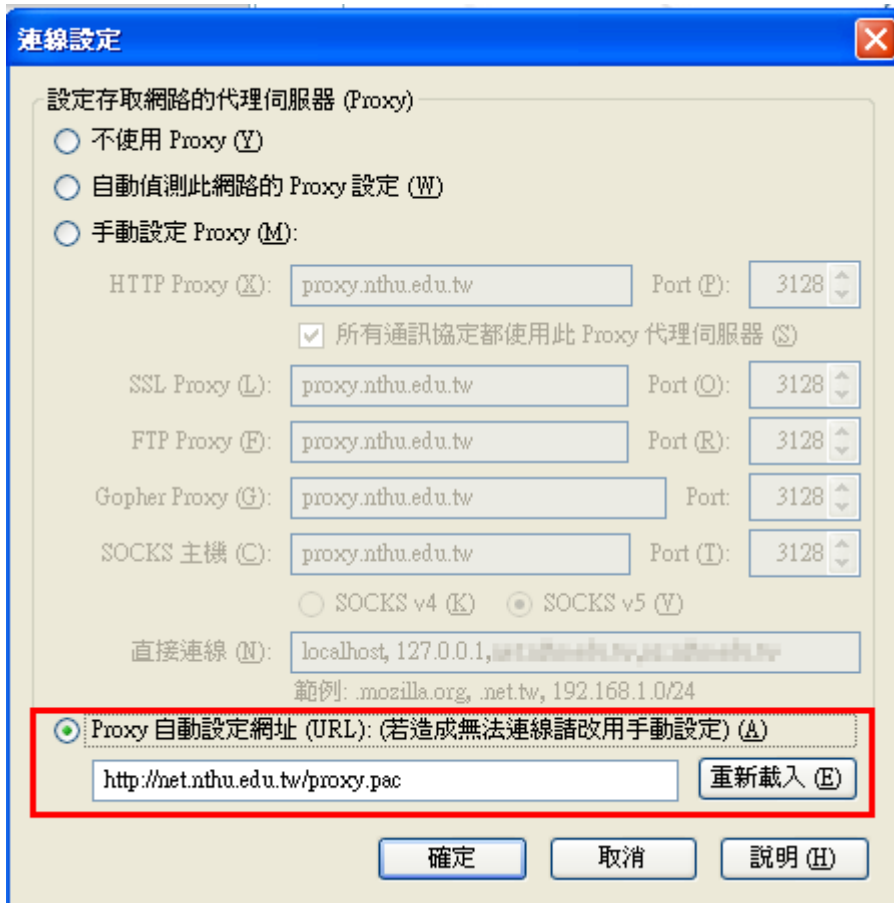 連線設定
設定存取網路的代理伺服器 (Proxy)
不使用 Proxy (Y)
自動偵測此網路的 Proxy 設定 (W)
手動設定 Proxy (M):
HTTP Proxy (X): proxy.nthu.edu.tw Port (P): 3128
所有通訊協定都使用此 Proxy 代理伺服器 (S)
SSL Proxy (L): proxy.nthu.edu.tw Port (O): 3128
FTP Proxy (F): proxy.nthu.edu.tw Port (R): 3128
Gopher Proxy (G): proxy.nthu.edu.tw Port: 3128
SOCKS 主機 (C): proxy.nthu.edu.tw Port (T): 3128
SOCKS v4 (K) SOCKS v5 (V)
直接連線 (N): localhost, 127.0.0.1,
範例: .mozilla.org, .net.tw, 192.168.1.0/24
Proxy 自動設定網址 (URL): (若造成無法連線請改用手動設定) (A)
http://net.nthu.edu.tw/proxy.pac 重新載入 (E)
確定 取消 說明 (H)